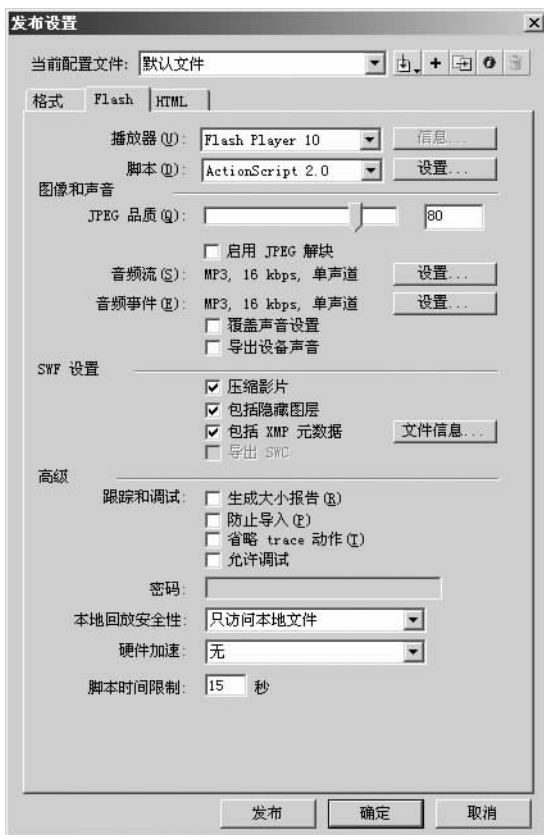 发布设置
当前配置文件: 默认文件
格式 Flash HTML
播放器(U): Flash Player 10 信息...
脚本(D): ActionScript 2.0 设置...
图像和声音
JPEG 品质(Q): 80
启用 JPEG 解块
音频流(S): MP3, 16 kbps, 单声道 设置...
音频事件(E): MP3, 16 kbps, 单声道 设置...
覆盖声音设置
导出设备声音
SWF 设置
压缩影片
包括隐藏图层
包括 XMP 元数据 文件信息...
导出 SWC
高级
跟踪和调试: 生成大小报告(R)
防止导入(P)
省略 trace 动作(T)
允许调试
密码:
本地回放安全性: 只访问本地文件
硬件加速: 无
脚本时间限制: 15 秒
发布 确定 取消